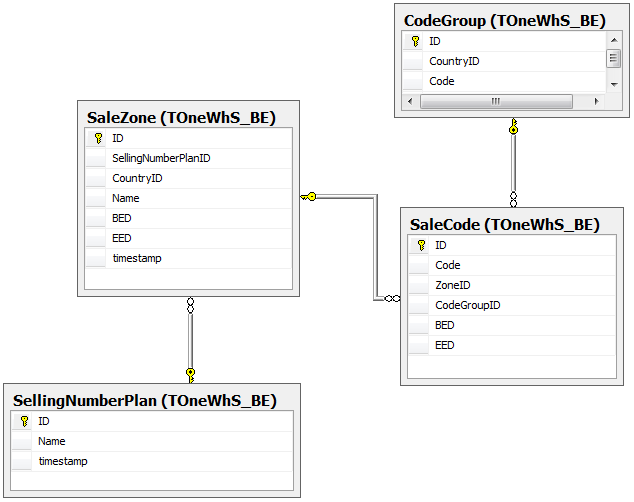 CodeGroup (TOneWhS_BE)
ID
CountryID
Code
SaleZone (TOneWhS_BE)
ID
SellingNumberPlanID
CountryID
Name
BED
EED
timestamp
SaleCode (TOneWhS_BE)
ID
Code
ZoneID
CodeGroupID
BED
EED
SellingNumberPlan (TOneWhS_BE)
ID
Name
timestamp